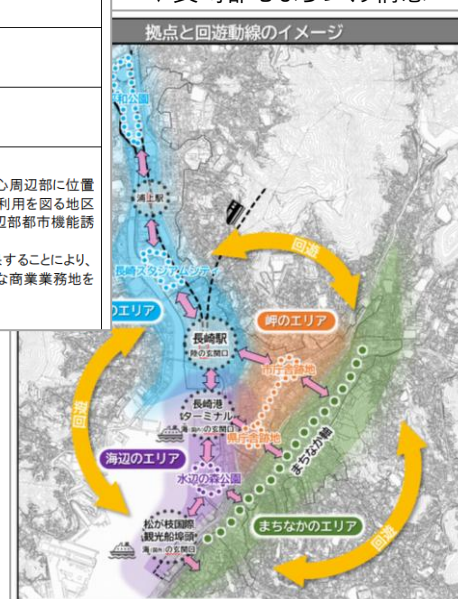 心周辺部に位置
利用を図る地区
辺部都市機能誘
することにより、
な商業業務地を
拠点と回遊動線のイメージ
和公園
浦上駅
長崎スタジアムシティ
回遊
のエリア
岬のエリア
長崎駅
陸の玄関口
市庁舎跡地
長崎港
ターミナル
海(国内)の玄関口
県庁舎跡地
まちなか軸
回遊
海辺のエリア
水辺の森公園
松が枝国際
観光船埠頭
海(国外)の玄関口
まちなかのエリア
回遊